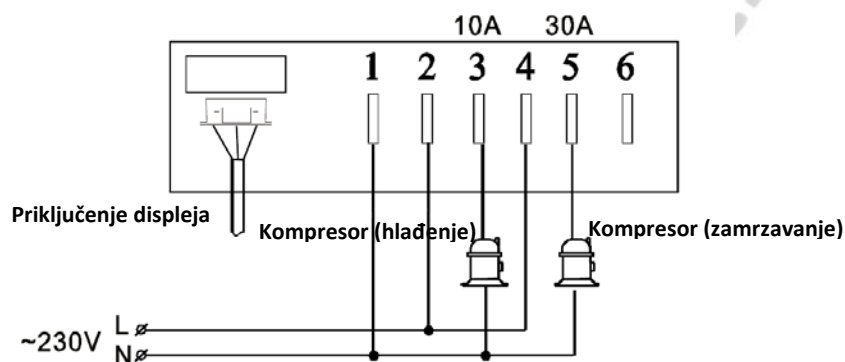 10A 30A
1 2 3 4 5 6
Priključenje displeja
Kompresor (hlađenje)
Kompresor (zamrzavanje)
~230V
L
N